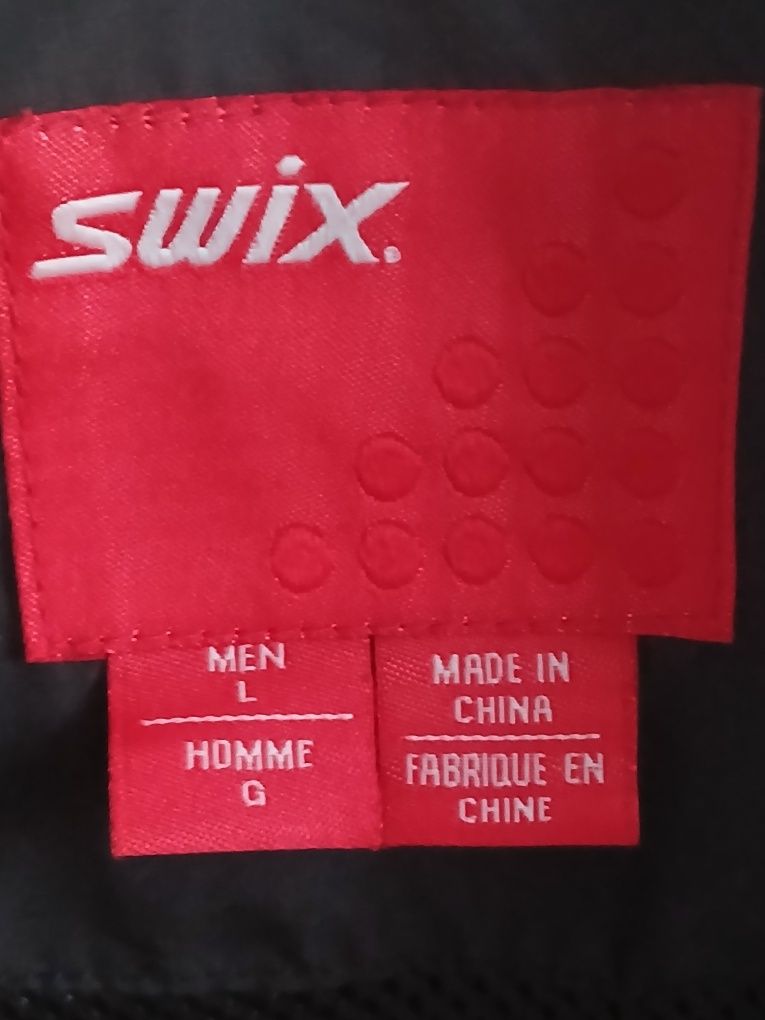 swix.
MEN
L
HOMME
G
MADE IN
CHINA
FABRIQUE EN
CHINE